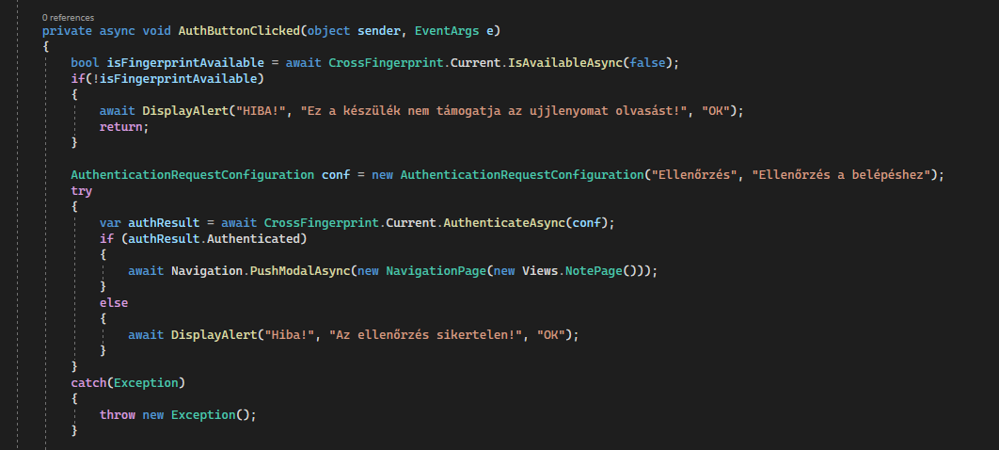 0 references
private async void AuthButtonClicked(object sender, EventArgs e)
{
bool isFingerprintAvailable = await CrossFingerprint.Current.IsAvailableAsync(false);
if(!isFingerprintAvailable)
{
await DisplayAlert("HIBA!", "Ez a készülék nem támogatja az ujjlenyomat olvasást!", "OK");
return;
}
AuthenticationRequestConfiguration conf = new AuthenticationRequestConfiguration("Ellenőrzés", "Ellenőrzés a belépéshez");
try
{
var authResult = await CrossFingerprint.Current.AuthenticateAsync(conf);
if (authResult.Authenticated)
{
await Navigation.PushModalAsync(new NavigationPage(new Views.NotePage()));
}
else
{
await DisplayAlert("Hiba!", "Az ellenőrzés sikertelen!", "OK");
}
}
catch(Exception)
{
throw new Exception();
}